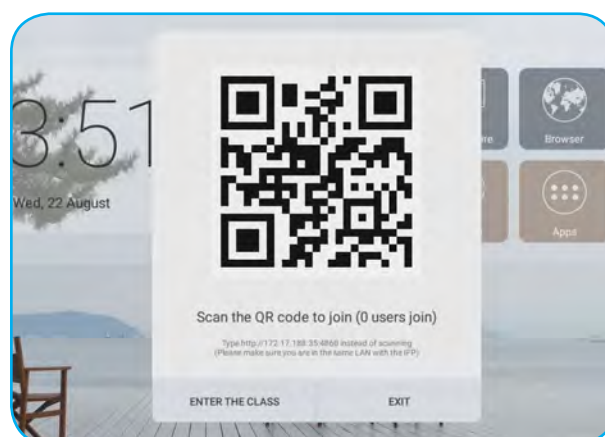 3:51
Wed, 22 August
Browser
Apps
Scan the QR code to join (0 users join)
Type http://172.17.188.35:4860 instead of scanning
(Please make sure you are in the same LAN with the IFP)
ENTER THE CLASS
EXIT